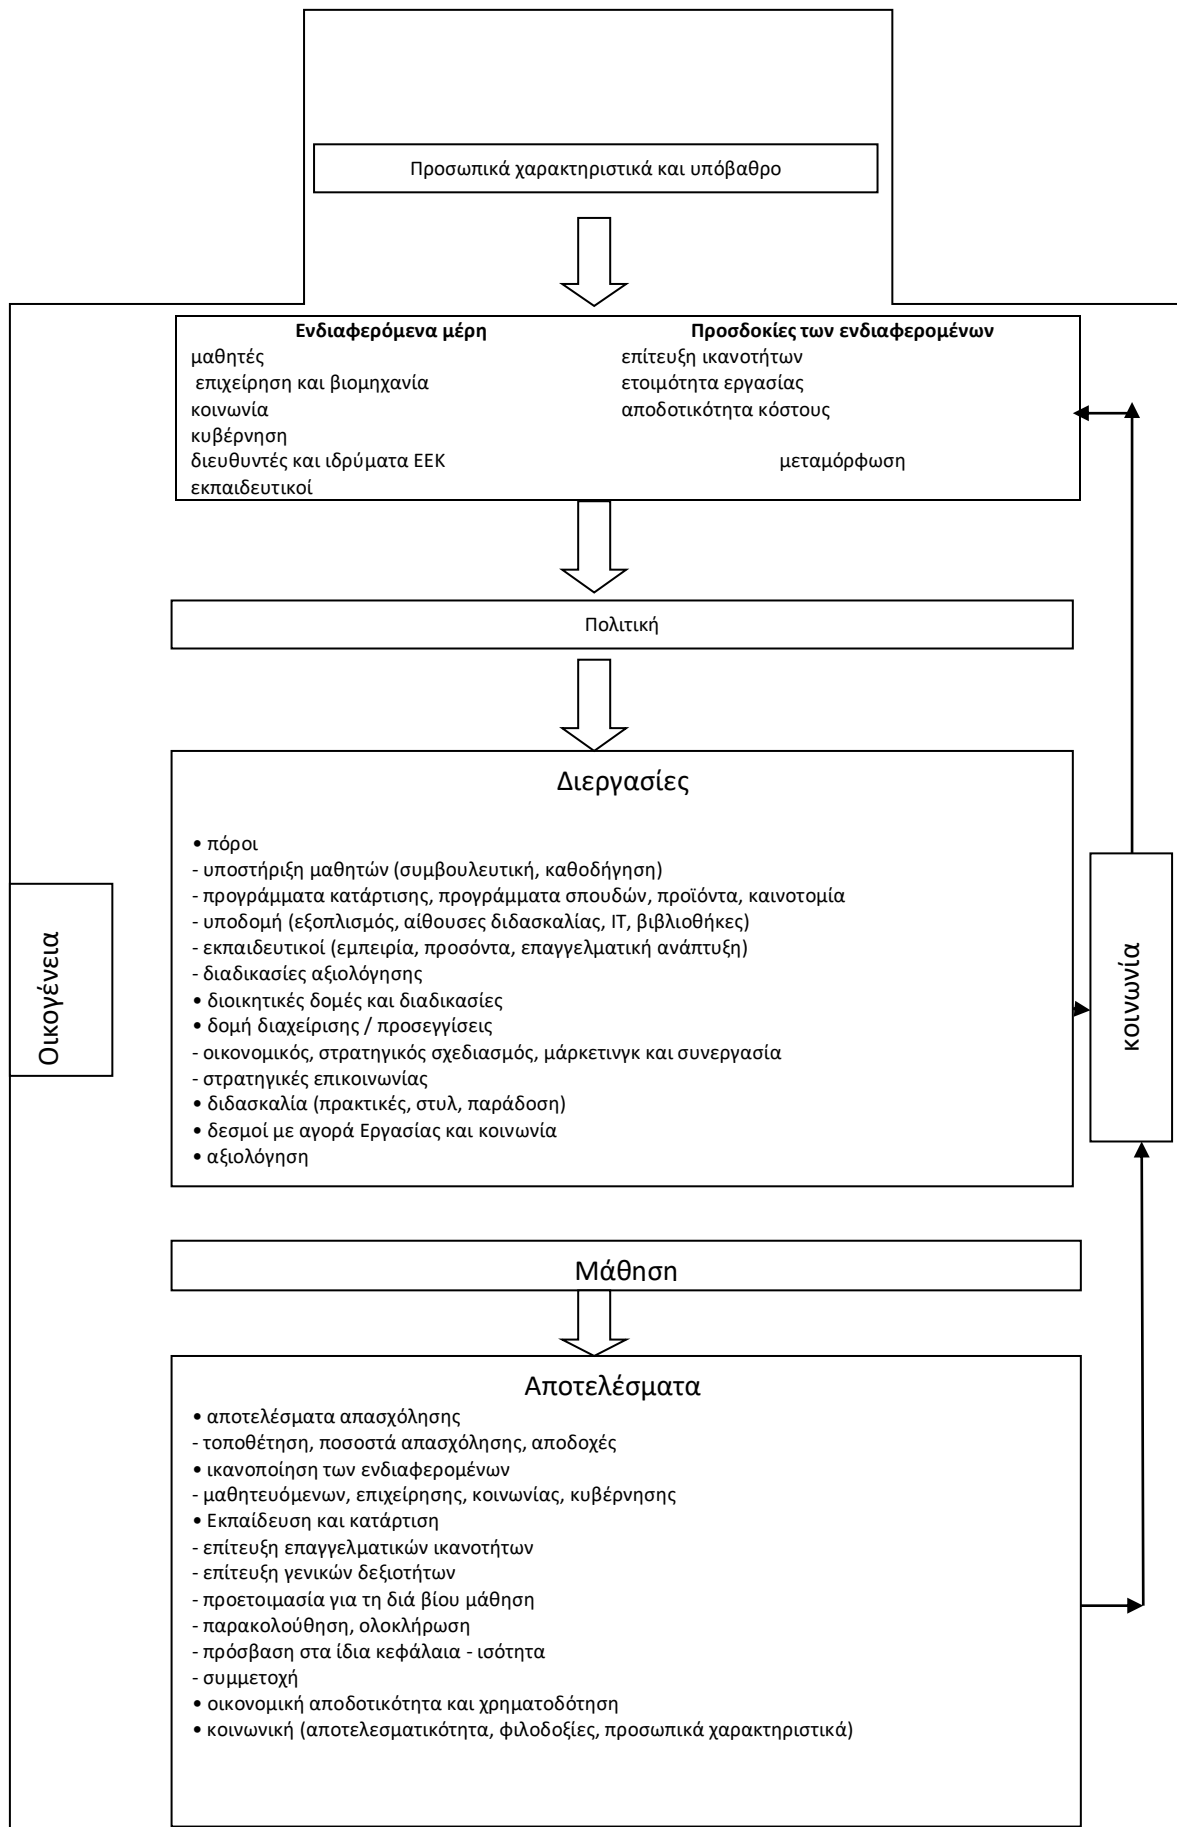 Προσωπικά χαρακτηριστικά και υπόβαθρο
Ενδιαφερόμενα μέρη Προσδοκίες των ενδιαφερομένων
μαθητές επίτευξη ικανοτήτων
επιχείρηση και βιομηχανία ετοιμότητα εργασίας
κοινωνία αποδοτικότητα κόστους
κυβέρνηση
διευθυντές και ιδρύματα ΕΕΚ μεταμόρφωση
εκπαιδευτικοί
Πολιτική
Διεργασίες
• πόροι
- υποστήριξη μαθητών (συμβουλευτική, καθοδήγηση)
- προγράμματα κατάρτισης, προγράμματα σπουδών, προϊόντα, καινοτομία
- υποδομή (εξοπλισμός, αίθουσες διδασκαλίας, ΙΤ, βιβλιοθήκες)
- εκπαιδευτικοί (εμπειρία, προσόντα, επαγγελματική ανάπτυξη)
- διαδικασίες αξιολόγησης
• διοικητικές δομές και διαδικασίες
• δομή διαχείρισης / προσεγγίσεις
- οικονομικός, στρατηγικός σχεδιασμός, μάρκετινγκ και συνεργασία
- στρατηγικές επικοινωνίας
• διδασκαλία (πρακτικές, στυλ, παράδοση)
• δεσμοί με αγορά Εργασίας και κοινωνία
• αξιολόγηση
Οικογένεια
κοινωνία
Μάθηση
Αποτελέσματα
• αποτελέσματα απασχόλησης
- τοποθέτηση, ποσοστά απασχόλησης, αποδοχές
• ικανοποίηση των ενδιαφερομένων
- μαθητευόμενων, επιχείρησης, κοινωνίας, κυβέρνησης
• Εκπαίδευση και κατάρτιση
- επίτευξη επαγγελματικών ικανοτήτων
- επίτευξη γενικών δεξιοτήτων
- προετοιμασία για τη διά βίου μάθηση
- παρακολούθηση, ολοκλήρωση
- πρόσβαση στα ίδια κεφάλαια - ισότητα
- συμμετοχή
• οικονομική αποδοτικότητα και χρηματοδότηση
• κοινωνική (αποτελεσματικότητα, φιλοδοξίες, προσωπικά χαρακτηριστικά)